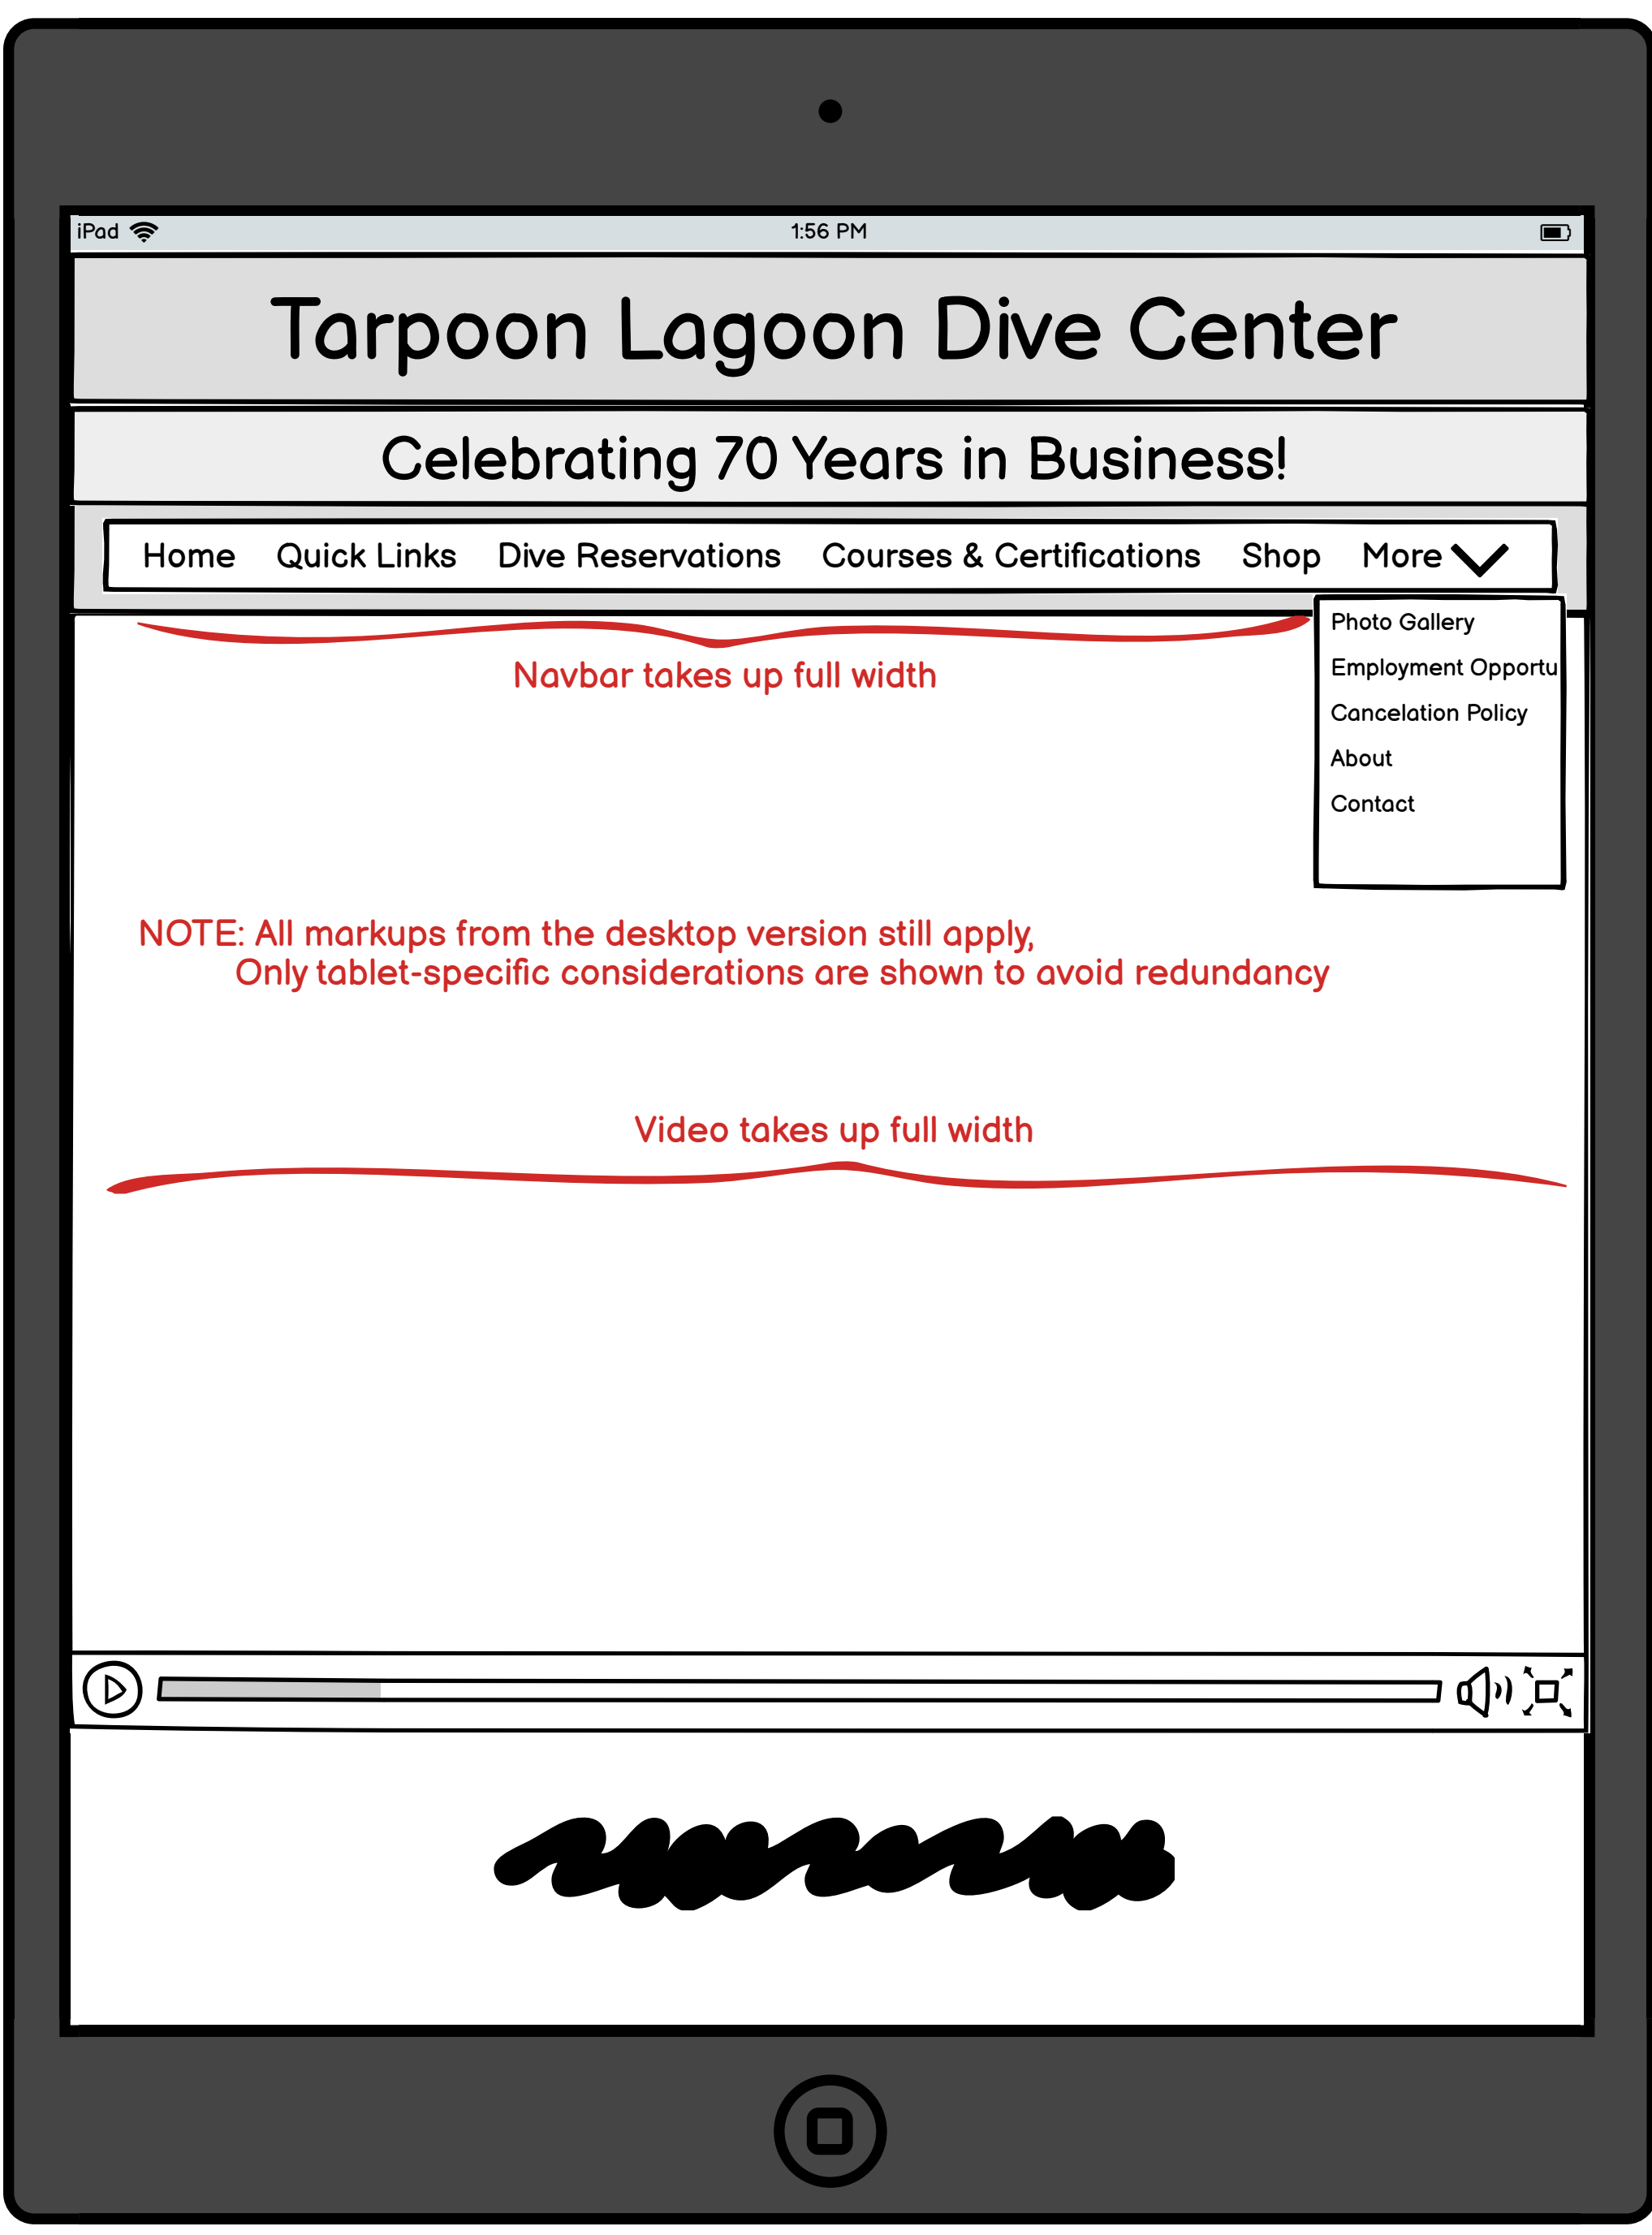 iPad
1:56 PM
Tarpoon Lagoon Dive Center
Celebrating 70 Years in Business!
Home Quick Links Dive Reservations Courses & Certifications Shop More
Photo Gallery
Employment Opportu
Cancelation Policy
About
Contact
Navbar takes up full width
NOTE: All markups from the desktop version still apply,
Only tablet-specific considerations are shown to avoid redundancy
Video takes up full width